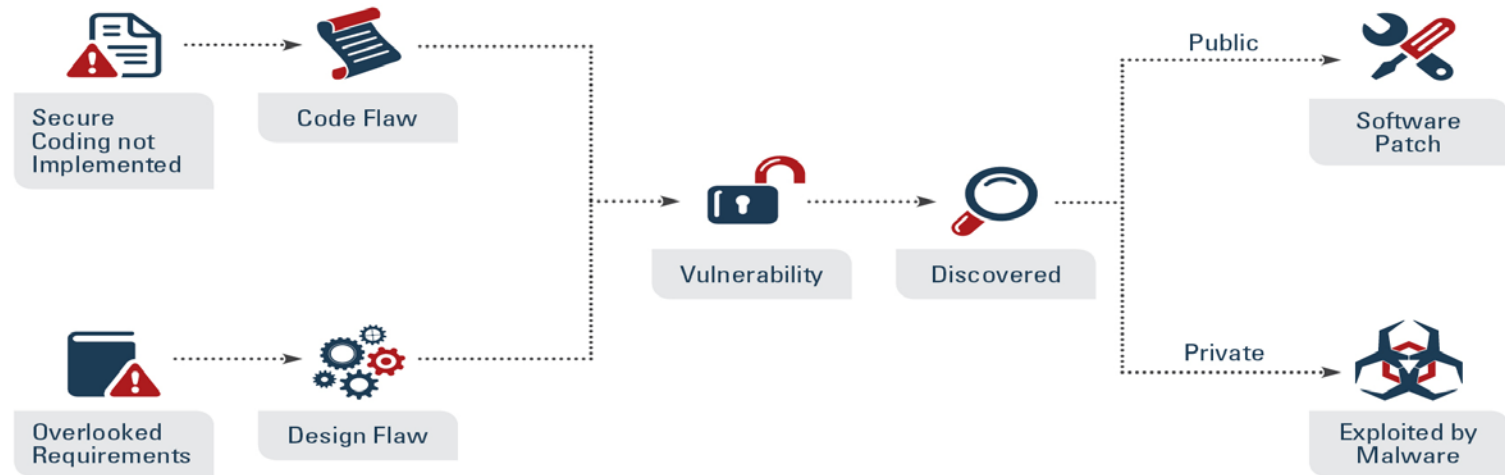 Secure
Coding not
Implemented
Code Flaw
Overlooked
Requirements
Design Flaw
Vulnerability
Discovered
Public
Software
Patch
Private
Exploited by
Malware